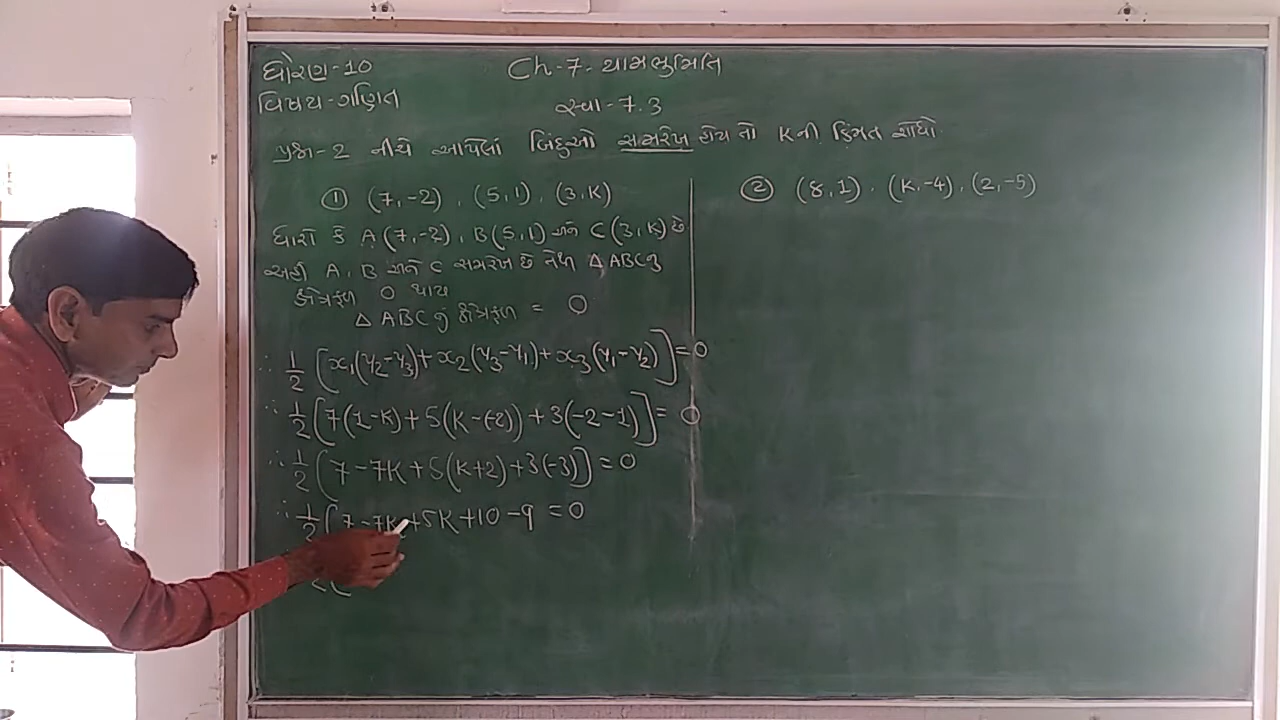 ધોરણ-10
વિષય-ગણિત
Ch-7-યામભુમિતિ
સ્વા-7.3
પ્રશ્ન-2 નીચે આપેલાં બિંદુઓ સમરેખ હોય તો Kની કિંમત શોધો.
① (7,-2), (5,1), (3,K)
ધારો કે A(7,-2), B(5,1) અને C(3,K) છે.
અહીં A, B અને C સમરેખ છે તેથી △ABCનું
ક્ષેત્રફળ 0 થાય
△ABCનું ક્ષેત્રફળ = 0
∴ 1/2 [x₁(y₂-y₃)+x₂(y₃-y₁)+x₃(y₁-y₂)]=0
∴ 1/2 [7(1-K)+5(K-(-2))+3(-2-1)]=0
∴ 1/2 [7-7K+5(K+2)+3(-3)]=0
∴ 1/2 [7-7K+5K+10-9=0
② (8,1), (K,-4), (2,-5)